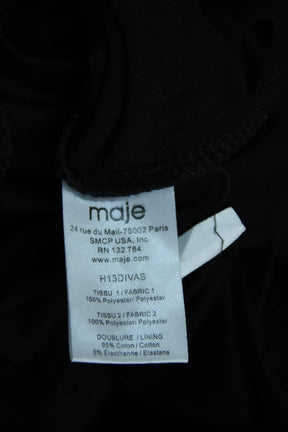 maje
24 rue du Mail-75002 Paris
SMCP USA, Inc
RN 132 784
www.maje.com
H13DIVAS
TISSU 1 / FABRIC 1
100% Polyester/ Polyester
TISSU 2 / FABRIC 2
100% Polyester/ Polyester
DOUBLURE / LINING
95% Coton / Cotton
5% Elasthanne / Elastane